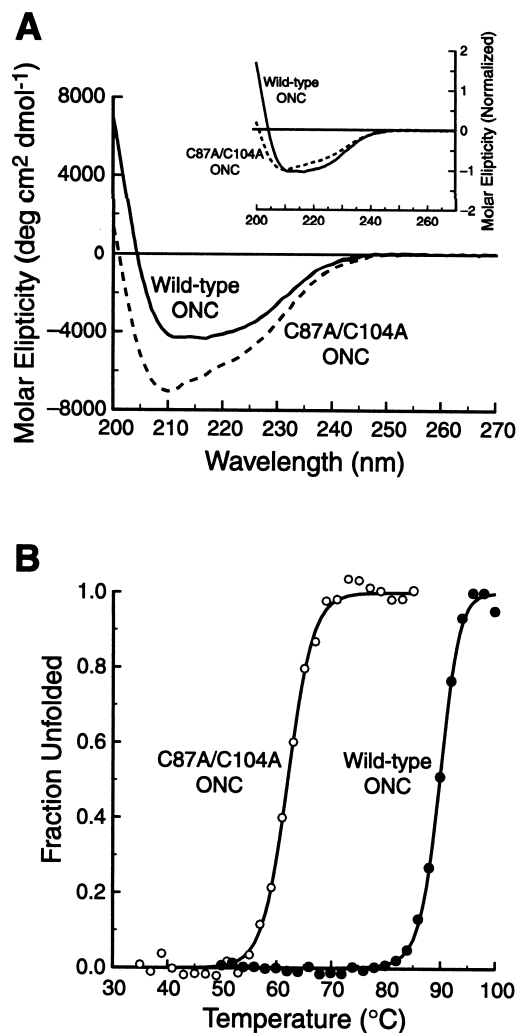 A
Molar Elipticity (deg cm2 dmol-1)
8000
4000
0
−4000
−8000
200 210 220 230 240 250 260 270
Wavelength (nm)
Wild-type
ONC
C87A/C104A
ONC
Wild-type
ONC
C87A/C104A
ONC
200 220 240 260
2
1
0
−1
−2
Molar Elipticity (Normalized)
B
Fraction Unfolded
1.0
0.8
0.6
0.4
0.2
0.0
C87A/C104A
ONC
Wild-type
ONC
30 40 50 60 70 80 90 100
Temperature (°C)